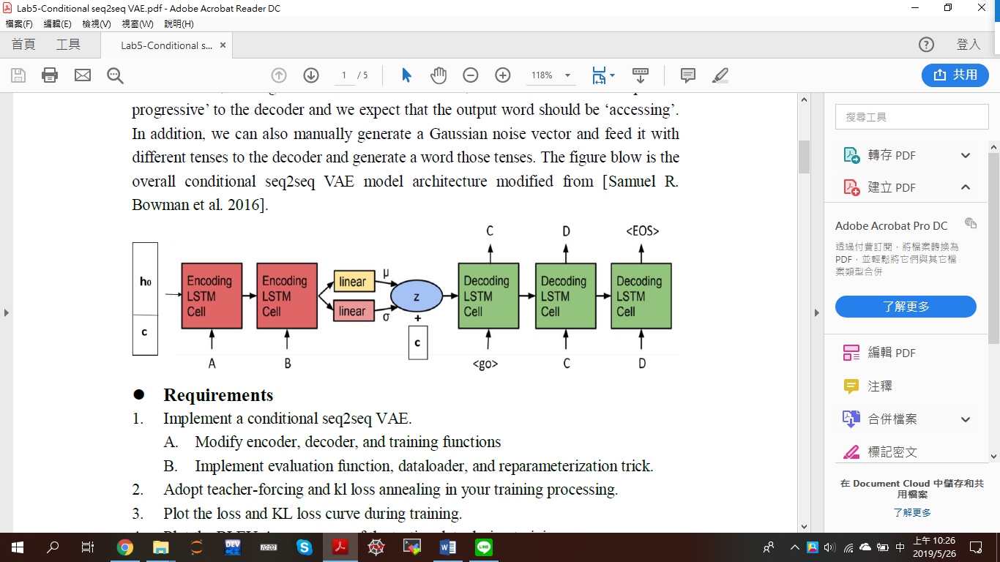 Lab5-Conditional seq2seq VAE.pdf - Adobe Acrobat Reader DC
檔案(F) 編輯(E) 檢視(V) 視窗(W) 說明(H)
首頁 工具 Lab5-Conditional s... × 登入
1 / 5 118% 共用
progressive’ to the decoder and we expect that the output word should be ‘accessing’.
In addition, we can also manually generate a Gaussian noise vector and feed it with
different tenses to the decoder and generate a word those tenses. The figure blow is the
overall conditional seq2seq VAE model architecture modified from [Samuel R.
Bowman et al. 2016].
C D <EOS>
h0
c
Encoding LSTM Cell
Encoding LSTM Cell
linear μ
linear σ
z
+
c
Decoding LSTM Cell
Decoding LSTM Cell
Decoding LSTM Cell
A B <go> C D
● Requirements
1. Implement a conditional seq2seq VAE.
A. Modify encoder, decoder, and training functions
B. Implement evaluation function, dataloader, and reparameterization trick.
2. Adopt teacher-forcing and kl loss annealing in your training processing.
3. Plot the loss and KL loss curve during training.
搜尋工具
轉存 PDF
建立 PDF
Adobe Acrobat Pro DC
透過付費訂閱，將檔案轉換為
PDF，並輕鬆將它們與其它檔
案類型合併
了解更多
編輯 PDF
注釋
合併檔案
標記密文
在 Document Cloud 中儲存和共
用檔案
了解更多
DEV
中
上午 10:26
2019/5/26